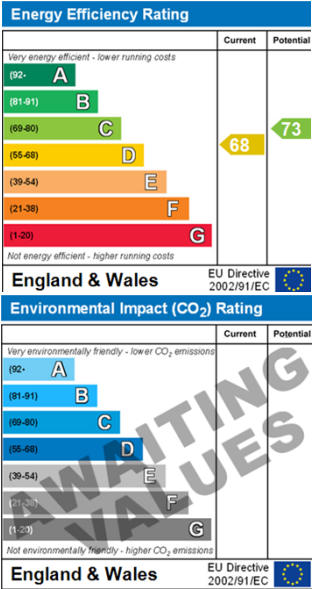 Energy Efficiency Rating
Current Potential
Very energy efficient - lower running costs
(92- A
(81-91) B
(69-80) C
73
(55-68) D
68
(39-54) E
(21-38) F
(1-20) G
Not energy efficient - higher running costs
England & Wales
EU Directive
2002/91/EC
Environmental Impact (CO2) Rating
Current Potential
Very environmentally friendly - lower CO2 emissions
(92- A
(81-91) B
(69-80) C
(55-68) D
(39-54) E
(21-38) F
(1-20) G
AWAITING
VALUES
Not environmentally friendly - higher CO2 emissions
England & Wales
EU Directive
2002/91/EC